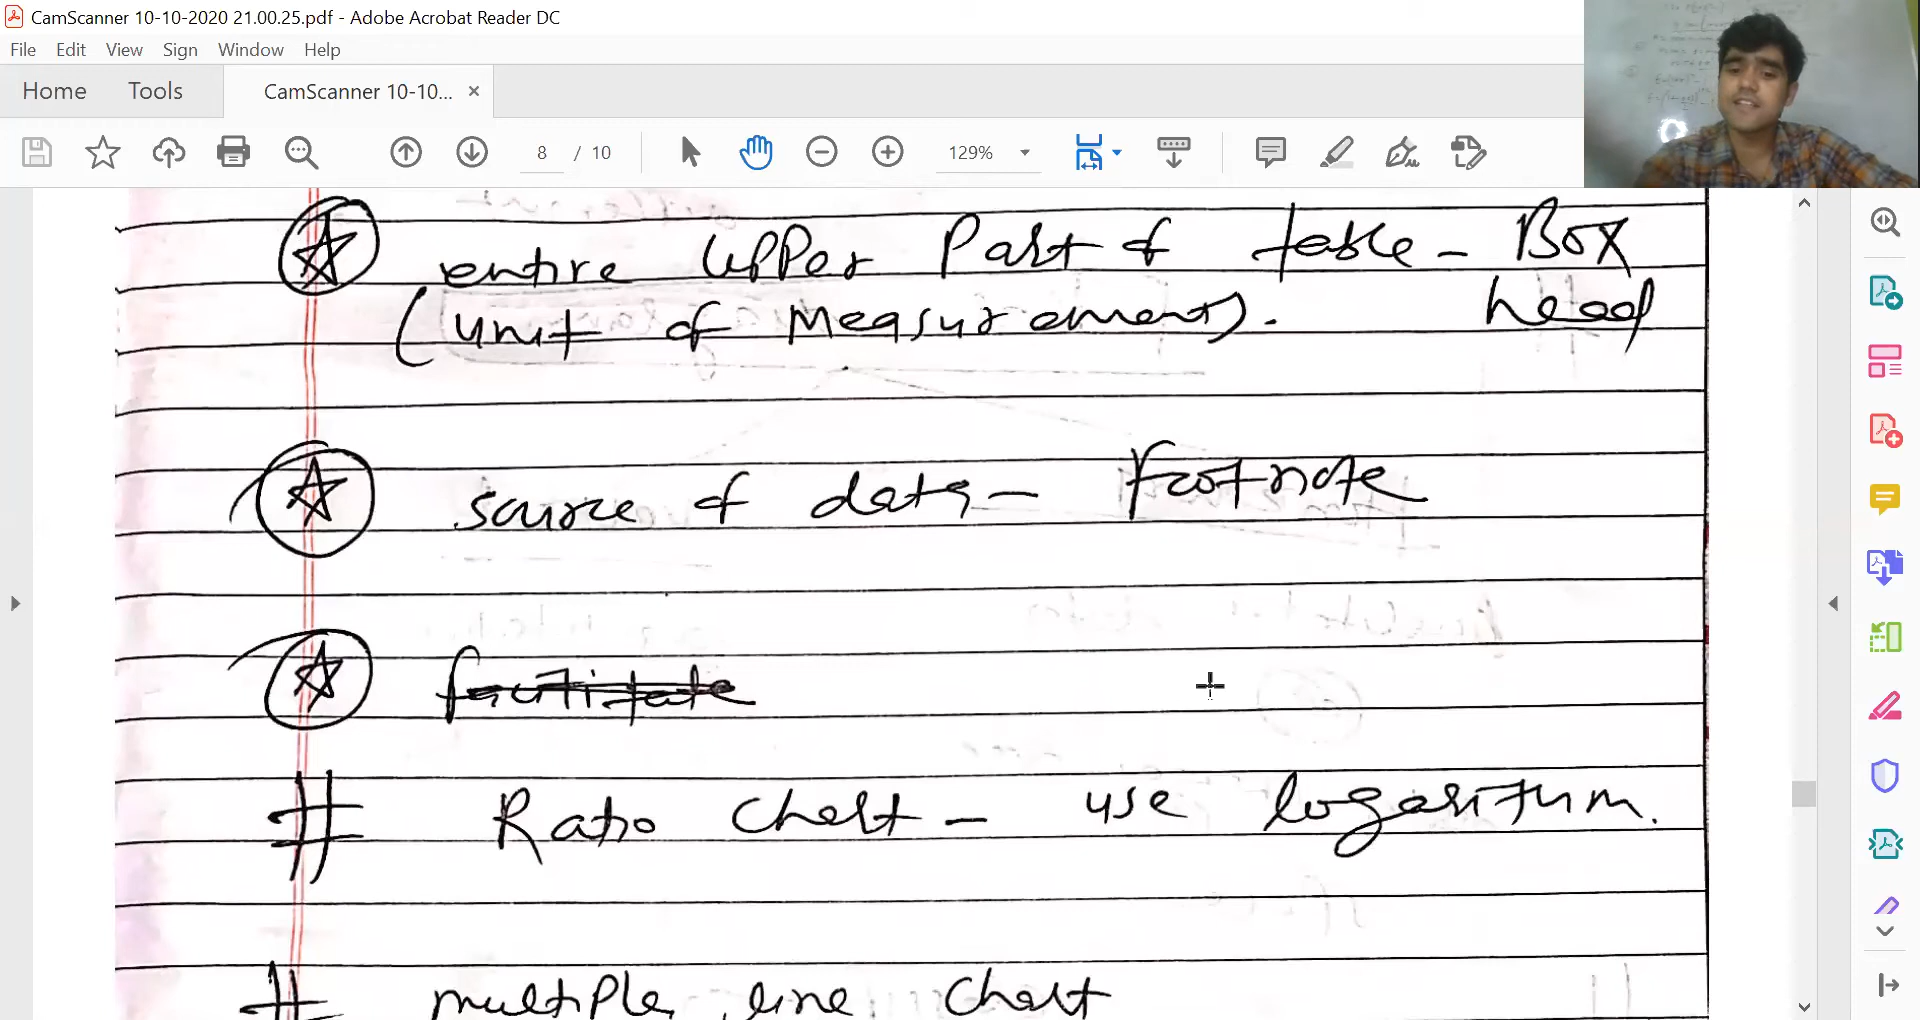 CamScanner 10-10-2020 21.00.25.pdf - Adobe Acrobat Reader DC
File Edit View Sign Window Help
Home Tools CamScanner 10-10... ×
8 / 10 129%
entire Upper Part of table - Box
(unit of Measurement). head
source of data - footnote
# Ratio Chart - use logarithm.
# multiple line chart